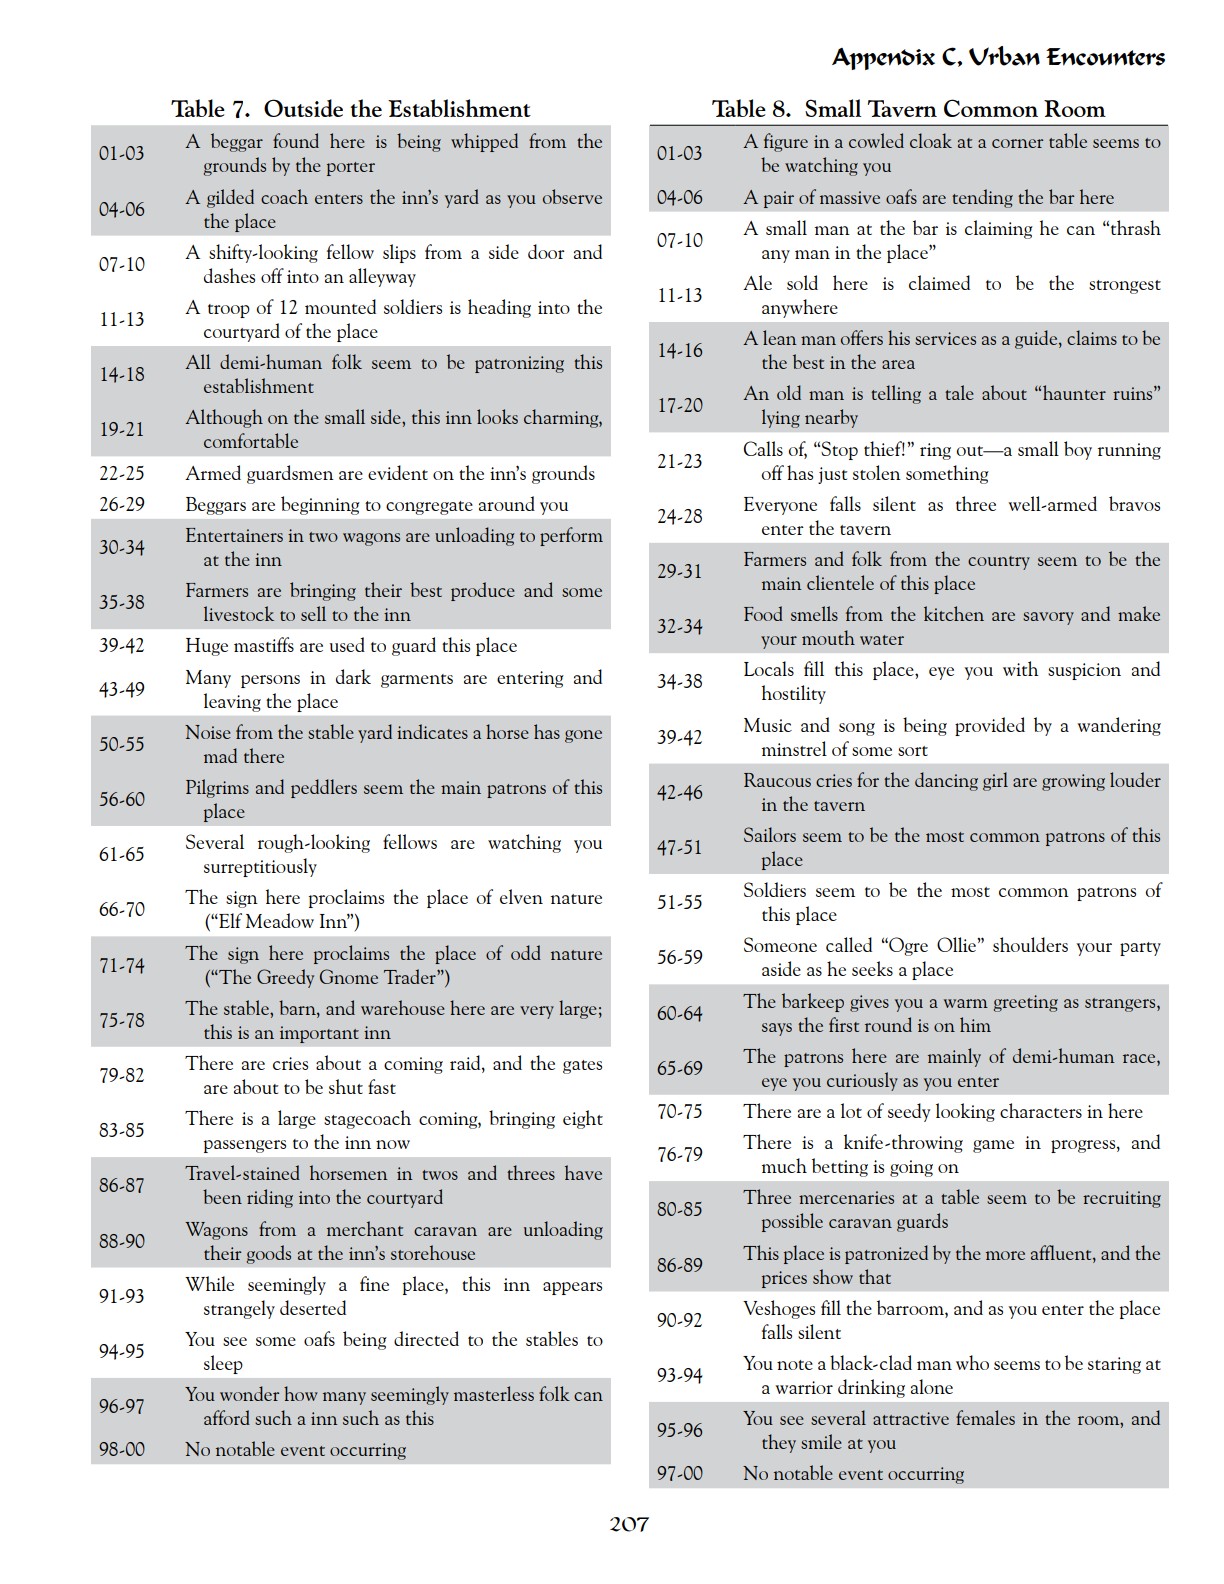 Appendix C, Urban Encounters
Table 7. Outside the Establishment
01-03 A beggar found here is being whipped from the
grounds by the porter
04-06 A gilded coach enters the inn's yard as you observe
the place
07-10 A shifty-looking fellow slips from a side door and
dashes off into an alleyway
11-13 A troop of 12 mounted soldiers is heading into the
courtyard of the place
14-18 All demi-human folk seem to be patronizing this
establishment
19-21 Although on the small side, this inn looks charming,
comfortable
22-25 Armed guardsmen are evident on the inn's grounds
26-29 Beggars are beginning to congregate around you
30-34 Entertainers in two wagons are unloading to perform
at the inn
35-38 Farmers are bringing their best produce and some
livestock to sell to the inn
39-42 Huge mastiffs are used to guard this place
43-49 Many persons in dark garments are entering and
leaving the place
50-55 Noise from the stable yard indicates a horse has gone
mad there
56-60 Pilgrims and peddlers seem the main patrons of this
place
61-65 Several rough-looking fellows are watching you
surreptitiously
66-70 The sign here proclaims the place of elven nature
(“Elf Meadow Inn”)
71-74 The sign here proclaims the place of odd nature
(“The Greedy Gnome Trader”)
75-78 The stable, barn, and warehouse here are very large;
this is an important inn
79-82 There are cries about a coming raid, and the gates
are about to be shut fast
83-85 There is a large stagecoach coming, bringing eight
passengers to the inn now
86-87 Travel-stained horsemen in twos and threes have
been riding into the courtyard
88-90 Wagons from a merchant caravan are unloading
their goods at the inn's storehouse
91-93 While seemingly a fine place, this inn appears
strangely deserted
94-95 You see some oafs being directed to the stables to
sleep
96-97 You wonder how many seemingly masterless folk can
afford such a inn such as this
98-00 No notable event occurring
Table 8. Small Tavern Common Room
01-03 A figure in a cowled cloak at a corner table seems to
be watching you
04-06 A pair of massive oafs are tending the bar here
07-10 A small man at the bar is claiming he can “thrash
any man in the place”
11-13 Ale sold here is claimed to be the strongest
anywhere
14-16 A lean man offers his services as a guide, claims to be
the best in the area
17-20 An old man is telling a tale about “haunter ruins”
lying nearby
21-23 Calls of, “Stop thief!” ring out—a small boy running
off has just stolen something
24-28 Everyone falls silent as three well-armed bravos
enter the tavern
29-31 Farmers and folk from the country seem to be the
main clientele of this place
32-34 Food smells from the kitchen are savory and make
your mouth water
34-38 Locals fill this place, eye you with suspicion and
hostility
39-42 Music and song is being provided by a wandering
minstrel of some sort
42-46 Raucous cries for the dancing girl are growing louder
in the tavern
47-51 Sailors seem to be the most common patrons of this
place
51-55 Soldiers seem to be the most common patrons of
this place
56-59 Someone called “Ogre Ollie” shoulders your party
aside as he seeks a place
60-64 The barkeep gives you a warm greeting as strangers,
says the first round is on him
65-69 The patrons here are mainly of demi-human race,
eye you curiously as you enter
70-75 There are a lot of seedy looking characters in here
76-79 There is a knife-throwing game in progress, and
much betting is going on
80-85 Three mercenaries at a table seem to be recruiting
possible caravan guards
86-89 This place is patronized by the more affluent, and the
prices show that
90-92 Veshoges fill the barroom, and as you enter the place
falls silent
93-94 You note a black-clad man who seems to be staring at
a warrior drinking alone
95-96 You see several attractive females in the room, and
they smile at you
97-00 No notable event occurring
207